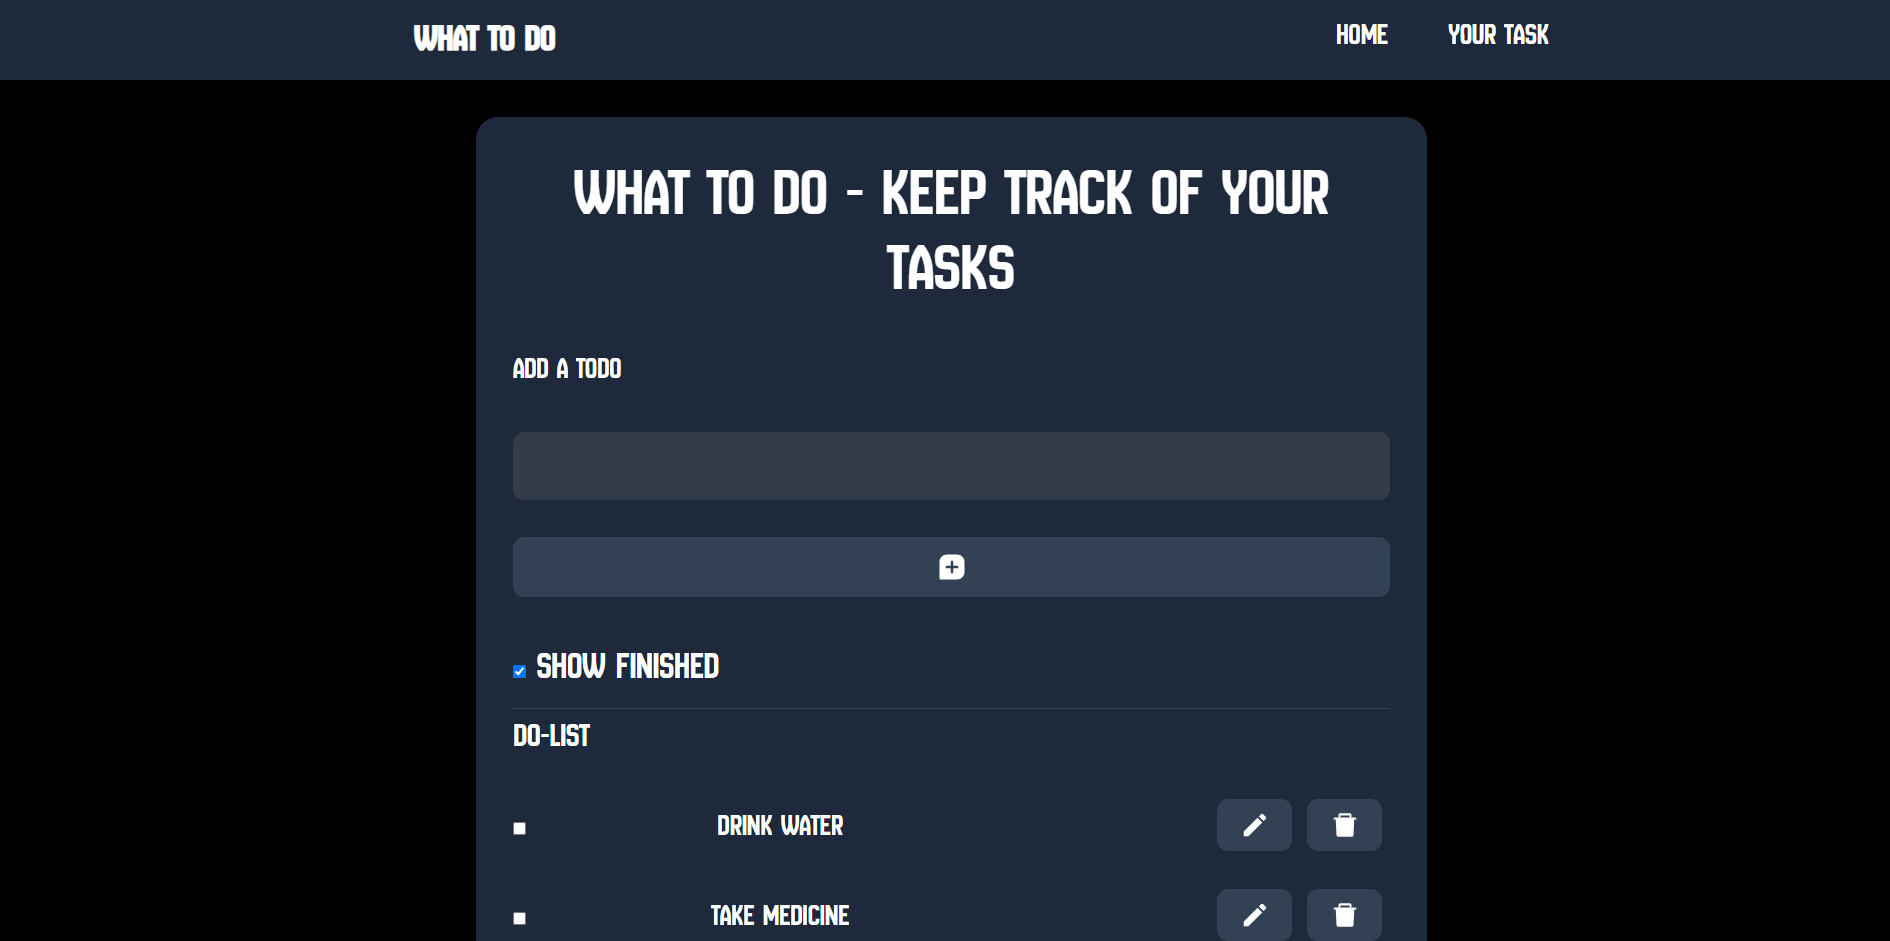 WHAT TO DO
HOME
YOUR TASK
WHAT TO DO - KEEP TRACK OF YOUR
TASKS
ADD A TODO
SHOW FINISHED
DO-LIST
DRINK WATER
TAKE MEDICINE